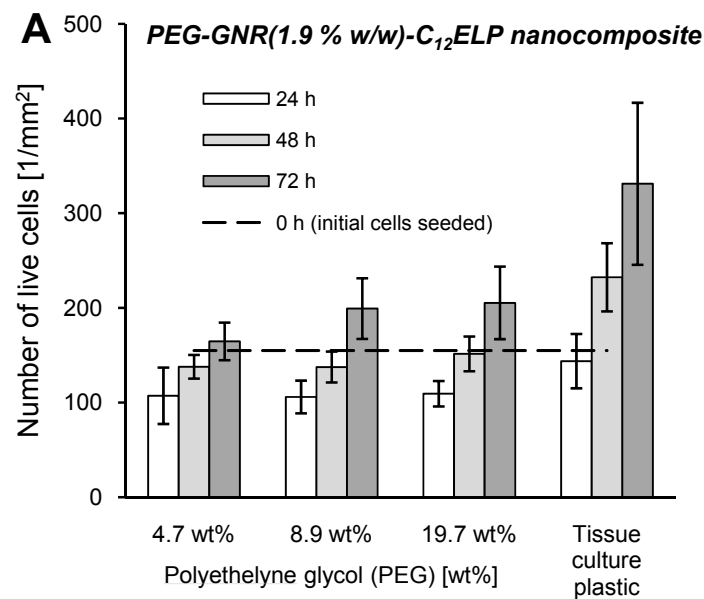 A
PEG-GNR(1.9 % w/w)-C₁₂ELP nanocomposite
Number of live cells [1/mm²]
500
400
300
200
100
0
24 h
48 h
72 h
0 h (initial cells seeded)
4.7 wt%
8.9 wt%
19.7 wt%
Tissue
culture
plastic
Polyethelyne glycol (PEG) [wt%]